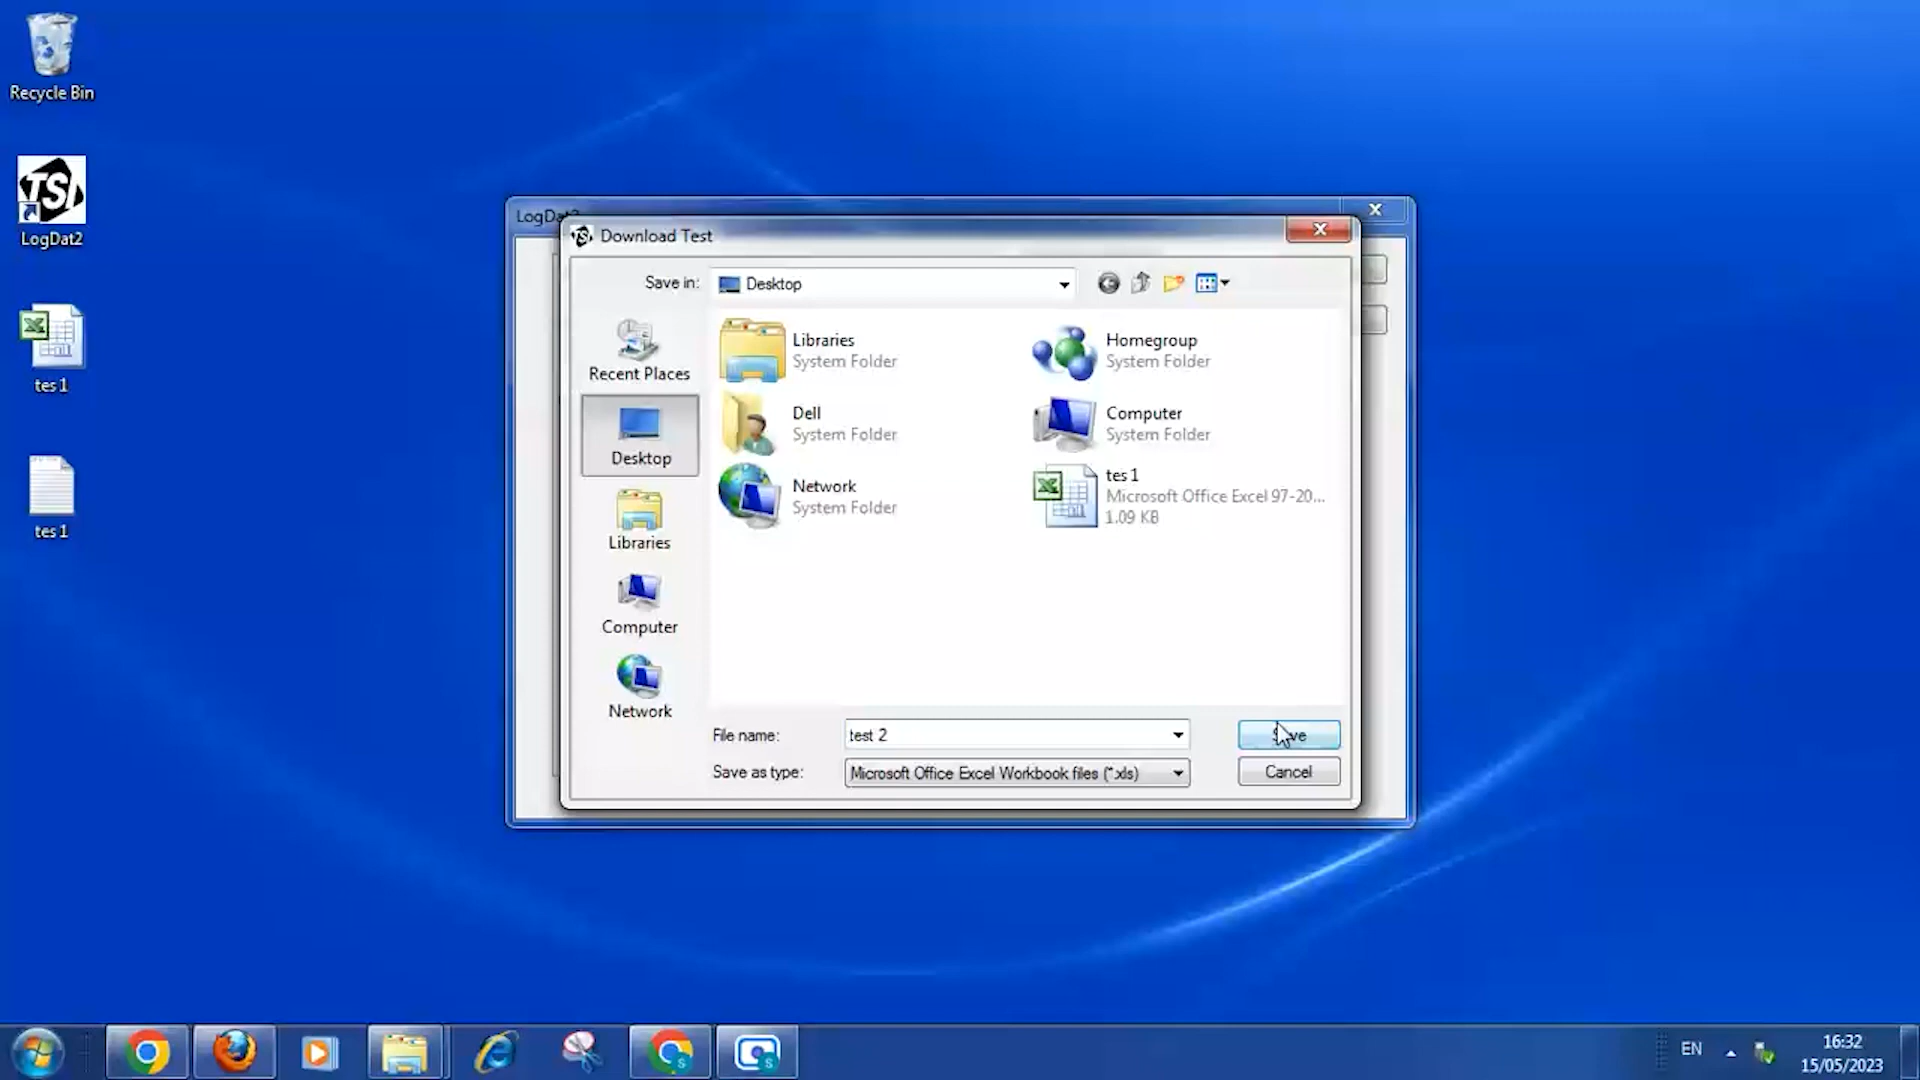 Recycle Bin
TSI
LogDat2
tes 1
tes 1
TSI Download Test
Save in:
Desktop
Recent Places
Desktop
Libraries
Computer
Network
Libraries
System Folder
Homegroup
System Folder
Dell
System Folder
Computer
System Folder
Network
System Folder
tes 1
Microsoft Office Excel 97-20...
1.09 KB
File name:
test 2
Save as type:
Microsoft Office Excel Workbook files (*.xls)
Cancel
EN
16:32
15/05/2023